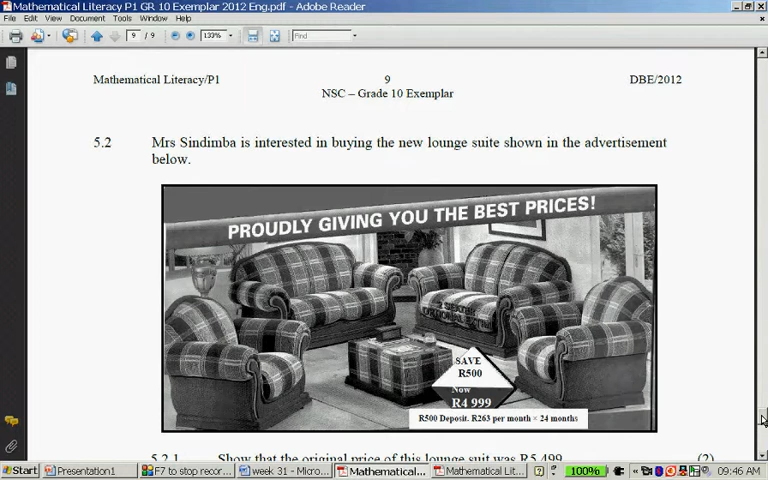 Mathematical Literacy P1 GR 10 Exemplar 2012 Eng.pdf - Adobe Reader
File Edit View Document Tools Window Help
9 / 9 133% Find
Mathematical Literacy/P1 9 DBE/2012
NSC – Grade 10 Exemplar
5.2 Mrs Sindimba is interested in buying the new lounge suite shown in the advertisement
below.
PROUDLY GIVING YOU THE BEST PRICES!
SAVE
R500
Now
R4 999
R500 Deposit. R263 per month × 24 months
5.2.1 Show that the original price of this lounge suit was R5 499. (2)
Start Presentation1 F7 to stop recor... week 31 - Micro... Mathematical... Mathematical Lit... 100% 09:46 AM